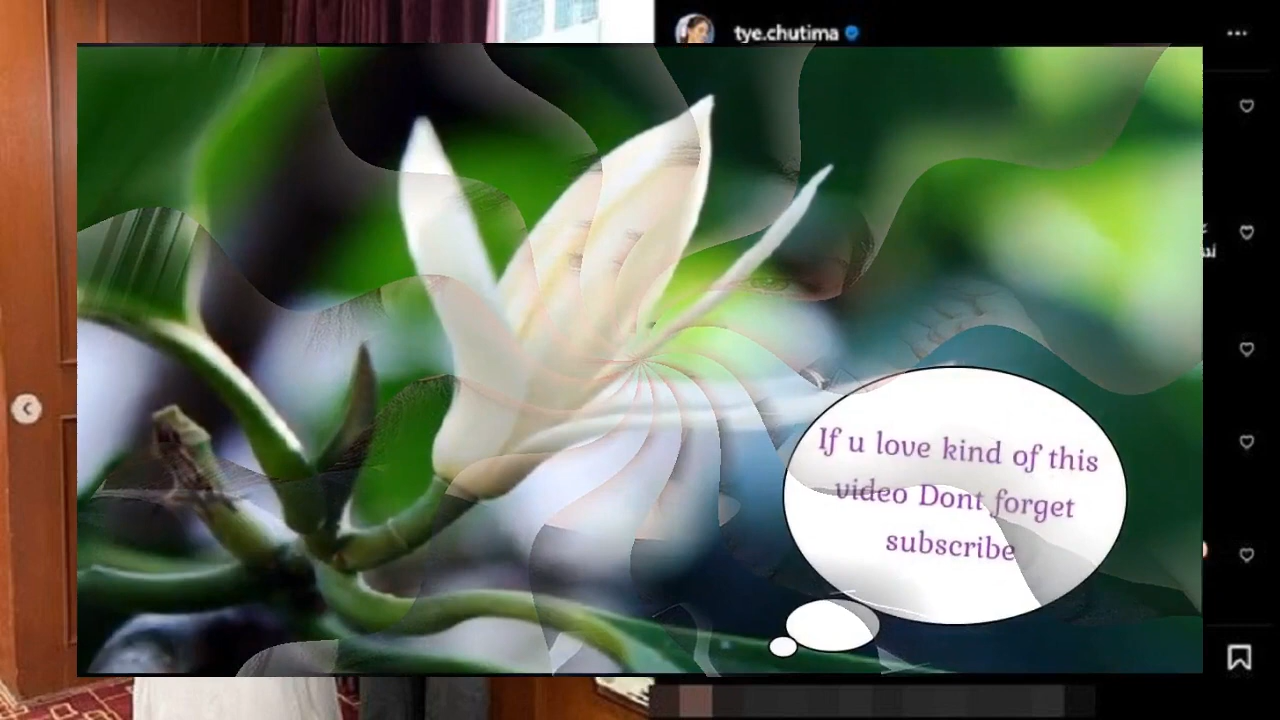 tye.chutima
If u love kind of this
video Dont forget
subscribe